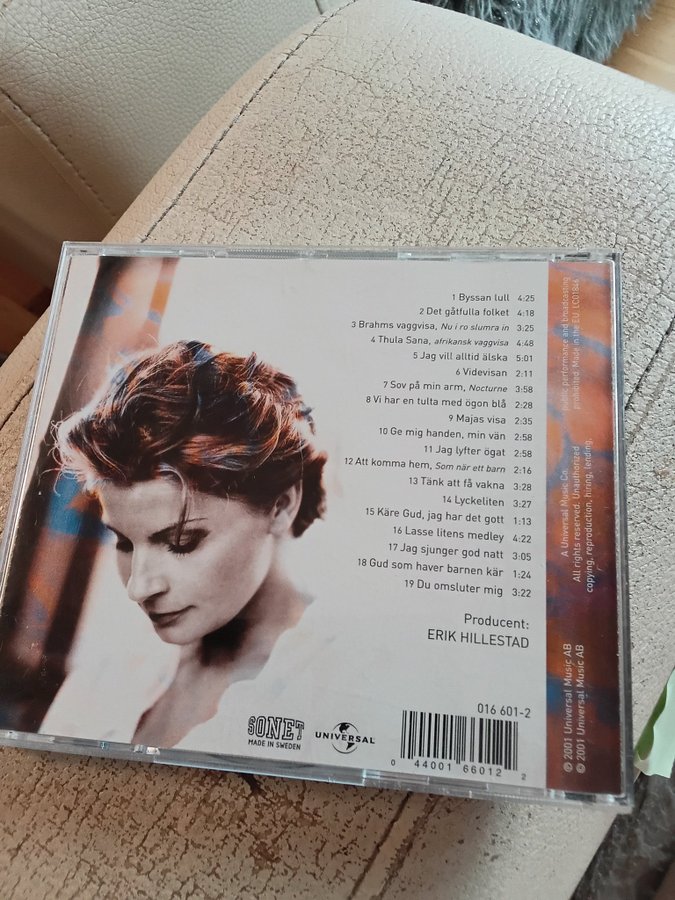 1 Byssan lull 4:25
2 Det gåtfulla folket 4:18
3 Brahms vaggvisa, Nu i ro slumra in 3:25
4 Thula Sana, afrikansk vaggvisa 4:48
5 Jag vill alltid älska 5:01
6 Videvisan 2:11
7 Sov på min arm, Nocturne 3:58
8 Vi har en tulta med ögon blå 2:28
9 Majas visa 2:35
10 Ge mig handen, min vän 2:58
11 Jag lyfter ögat 2:58
12 Att komma hem, Som när ett barn 2:16
13 Tänk att få vakna 3:28
14 Lyckeliten 3:27
15 Käre Gud, jag har det gott 1:13
16 Lasse litens medley 4:22
17 Jag sjunger god natt 3:05
18 Gud som haver barnen kär 1:24
19 Du omsluter mig 3:22
Producent:
ERIK HILLESTAD
016 601-2
SONET
MADE IN SWEDEN
UNIVERSAL
0 44001 66012 2
℗ 2001 Universal Music AB
© 2001 Universal Music AB
A Universal Music Co.
All rights reserved. Unauthorized
copying, reproduction, hiring, lending,
public performance and broadcasting
prohibited. Made in the EU. LC01846